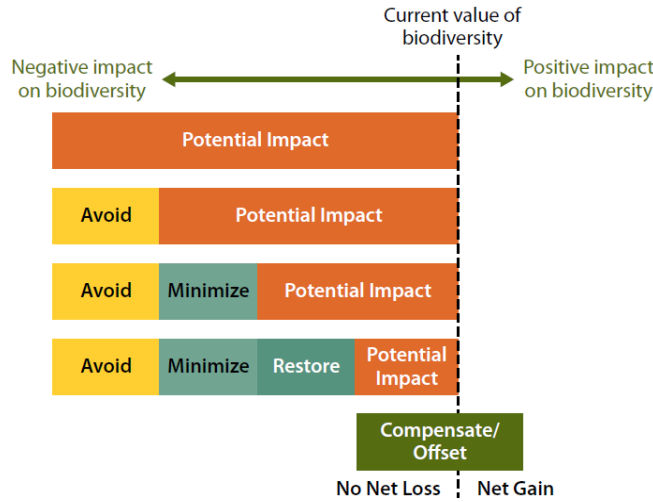 Current value of
biodiversity
Negative impact
on biodiversity
Positive impact
on biodiversity
Potential Impact
Avoid
Potential Impact
Avoid
Minimize
Potential Impact
Avoid
Minimize
Restore
Potential
Impact
Compensate/
Offset
No Net Loss
Net Gain